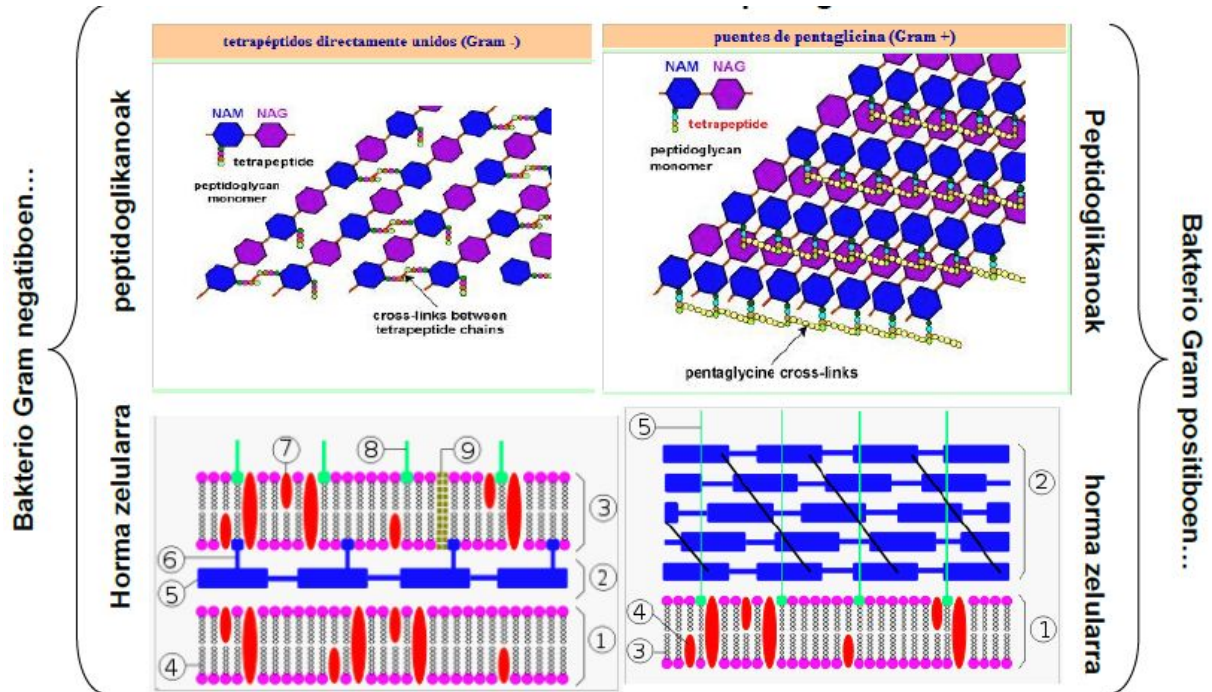 Bakterio Gram negatiboen...
peptidoglikanoak
tetrapéptidos directamente unidos (Gram -)
NAM NAG
tetrapeptide
peptidoglycan
monomer
cross-links between
tetrapeptide chains
puentes de pentaglicina (Gram +)
NAM NAG
tetrapeptide
peptidoglycan
monomer
pentaglycine cross-links
Peptidoglikanoak
Bakterio Gram positiboen...
Horma zelularra
7
8
9
3
6
5
2
4
1
5
2
4
3
1
horma zelularra